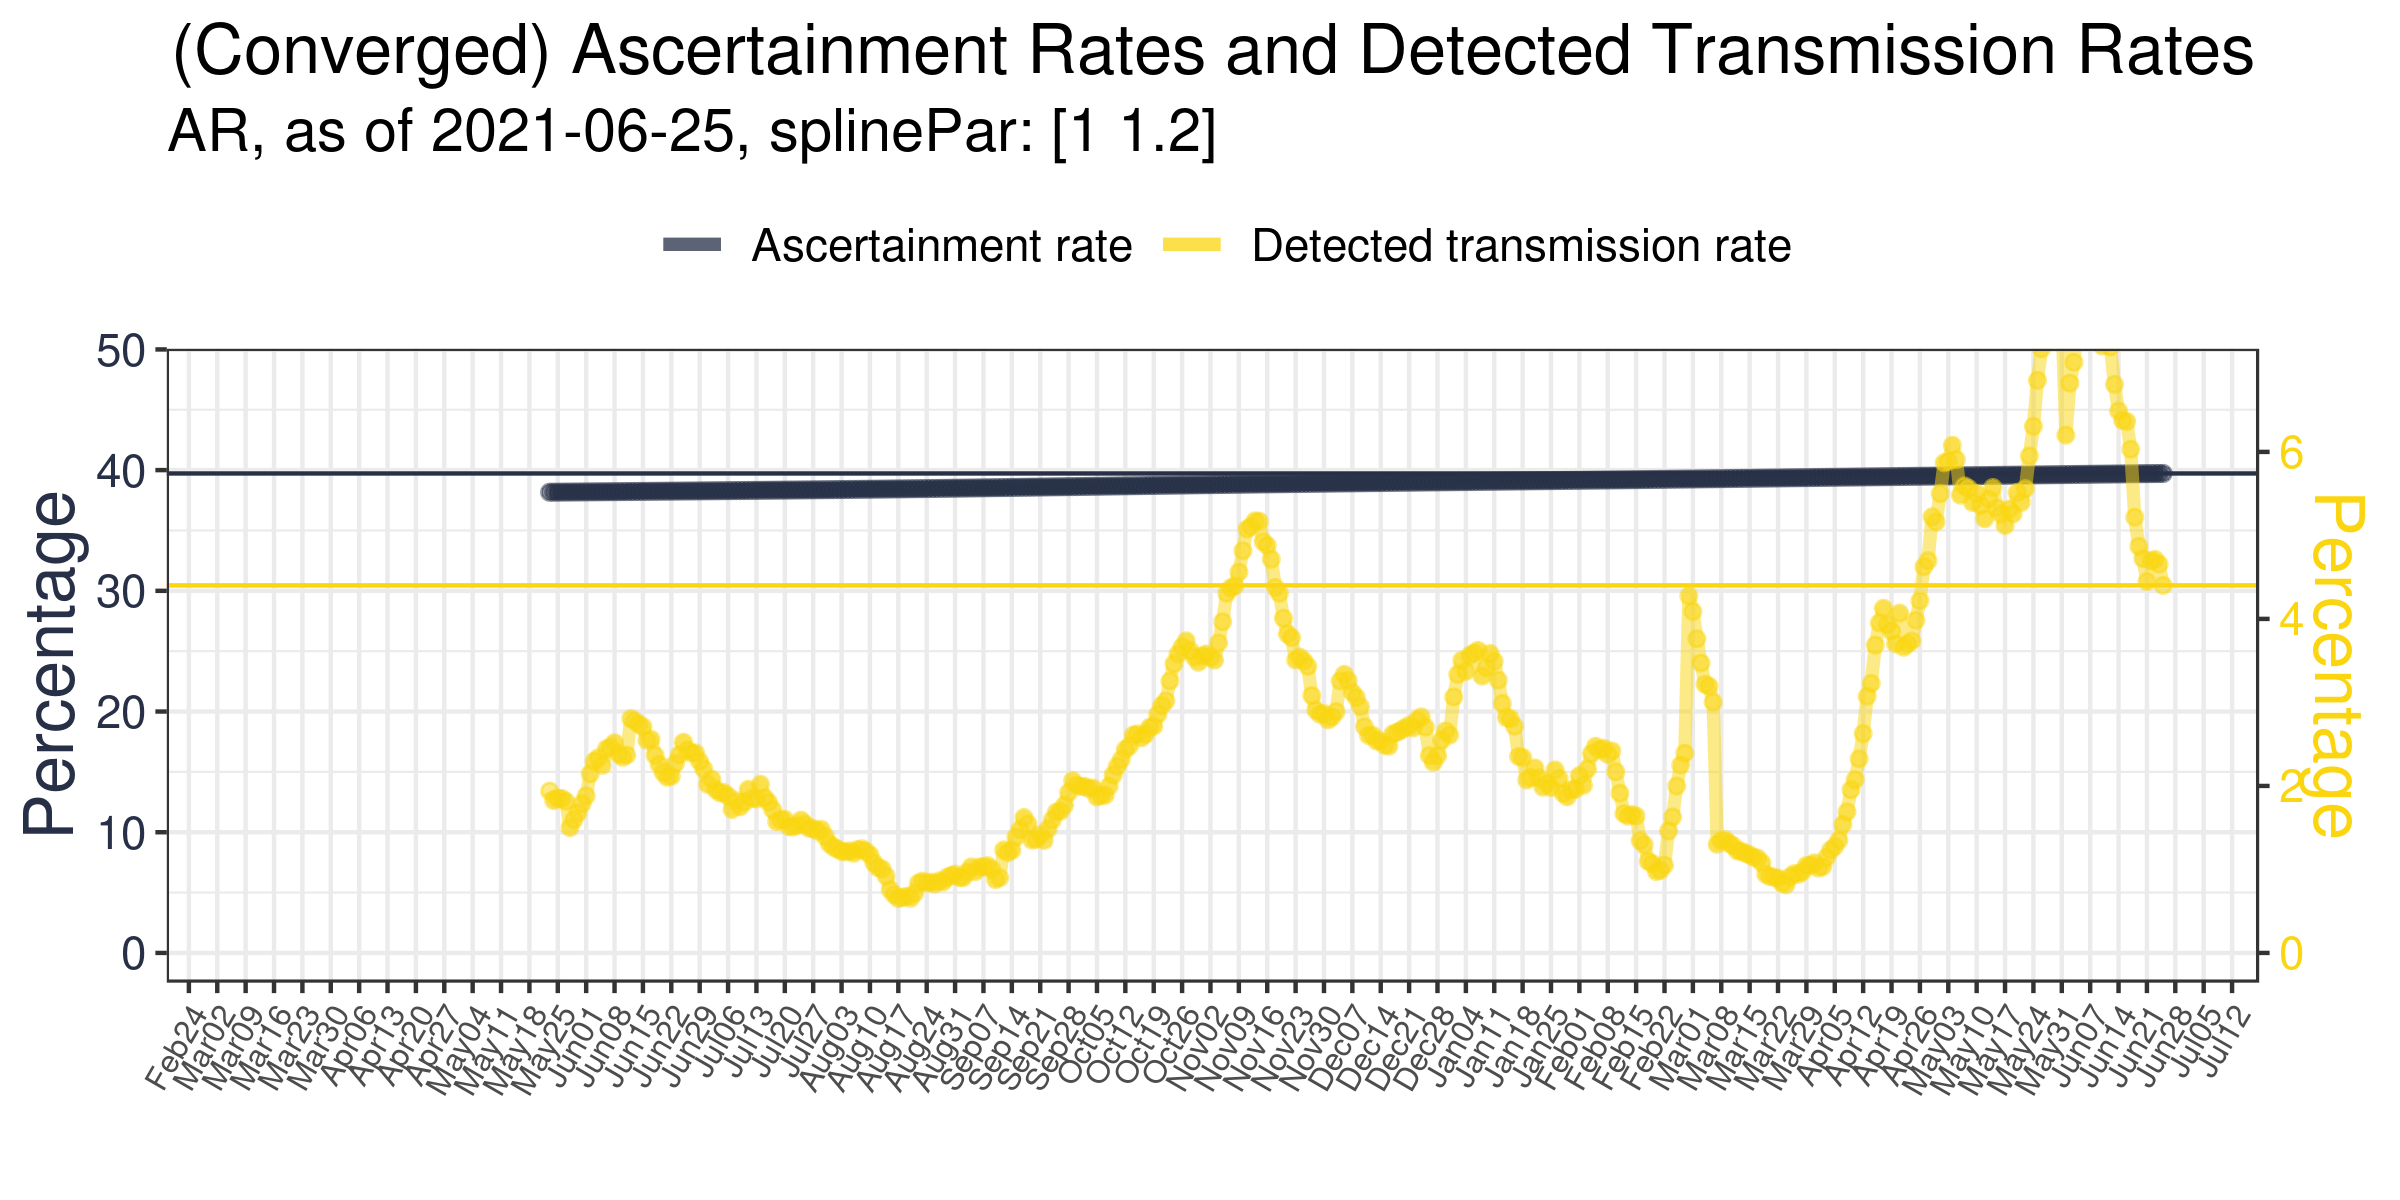 (Converged) Ascertainment Rates and Detected Transmission Rates
AR, as of 2021-06-25, splinePar: [1 1.2]
Ascertainment rate
Detected transmission rate
50
40
30
20
10
0
Percentage
6
4
2
0
Percentage
Feb24
Mar02
Mar09
Mar16
Mar23
Mar30
Apr06
Apr13
Apr20
Apr27
May04
May11
May18
May25
Jun01
Jun08
Jun15
Jun22
Jun29
Jul06
Jul13
Jul20
Jul27
Aug03
Aug10
Aug17
Aug24
Aug31
Sep07
Sep14
Sep21
Sep28
Oct05
Oct12
Oct19
Oct26
Nov02
Nov09
Nov16
Nov23
Nov30
Dec07
Dec14
Dec21
Dec28
Jan04
Jan11
Jan18
Jan25
Feb01
Feb08
Feb15
Feb22
Mar01
Mar08
Mar15
Mar22
Mar29
Apr05
Apr12
Apr19
Apr26
May03
May10
May17
May24
May31
Jun07
Jun14
Jun21
Jun28
Jul05
Jul12